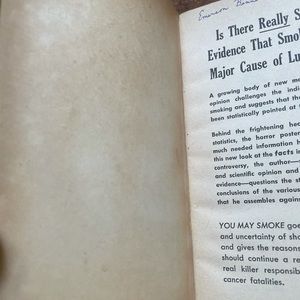 Emerson
Is There Really S
Evidence That Smok
Major Cause of Lu
A growing body of new m
opinion challenges the indi
smoking and suggests that th
been statistically pointed at
Behind the frightening hea
statistics, the horror poster
much needed information h
this new look at the facts i
controversy, the author—
and scientific opinion and
evidence—questions the st
conclusions of the various
that he assembles against
YOU MAY SMOKE goe
and uncertainty of sho
and gives the reasons
should continue a re
real killer responsib
cancer fatalities.